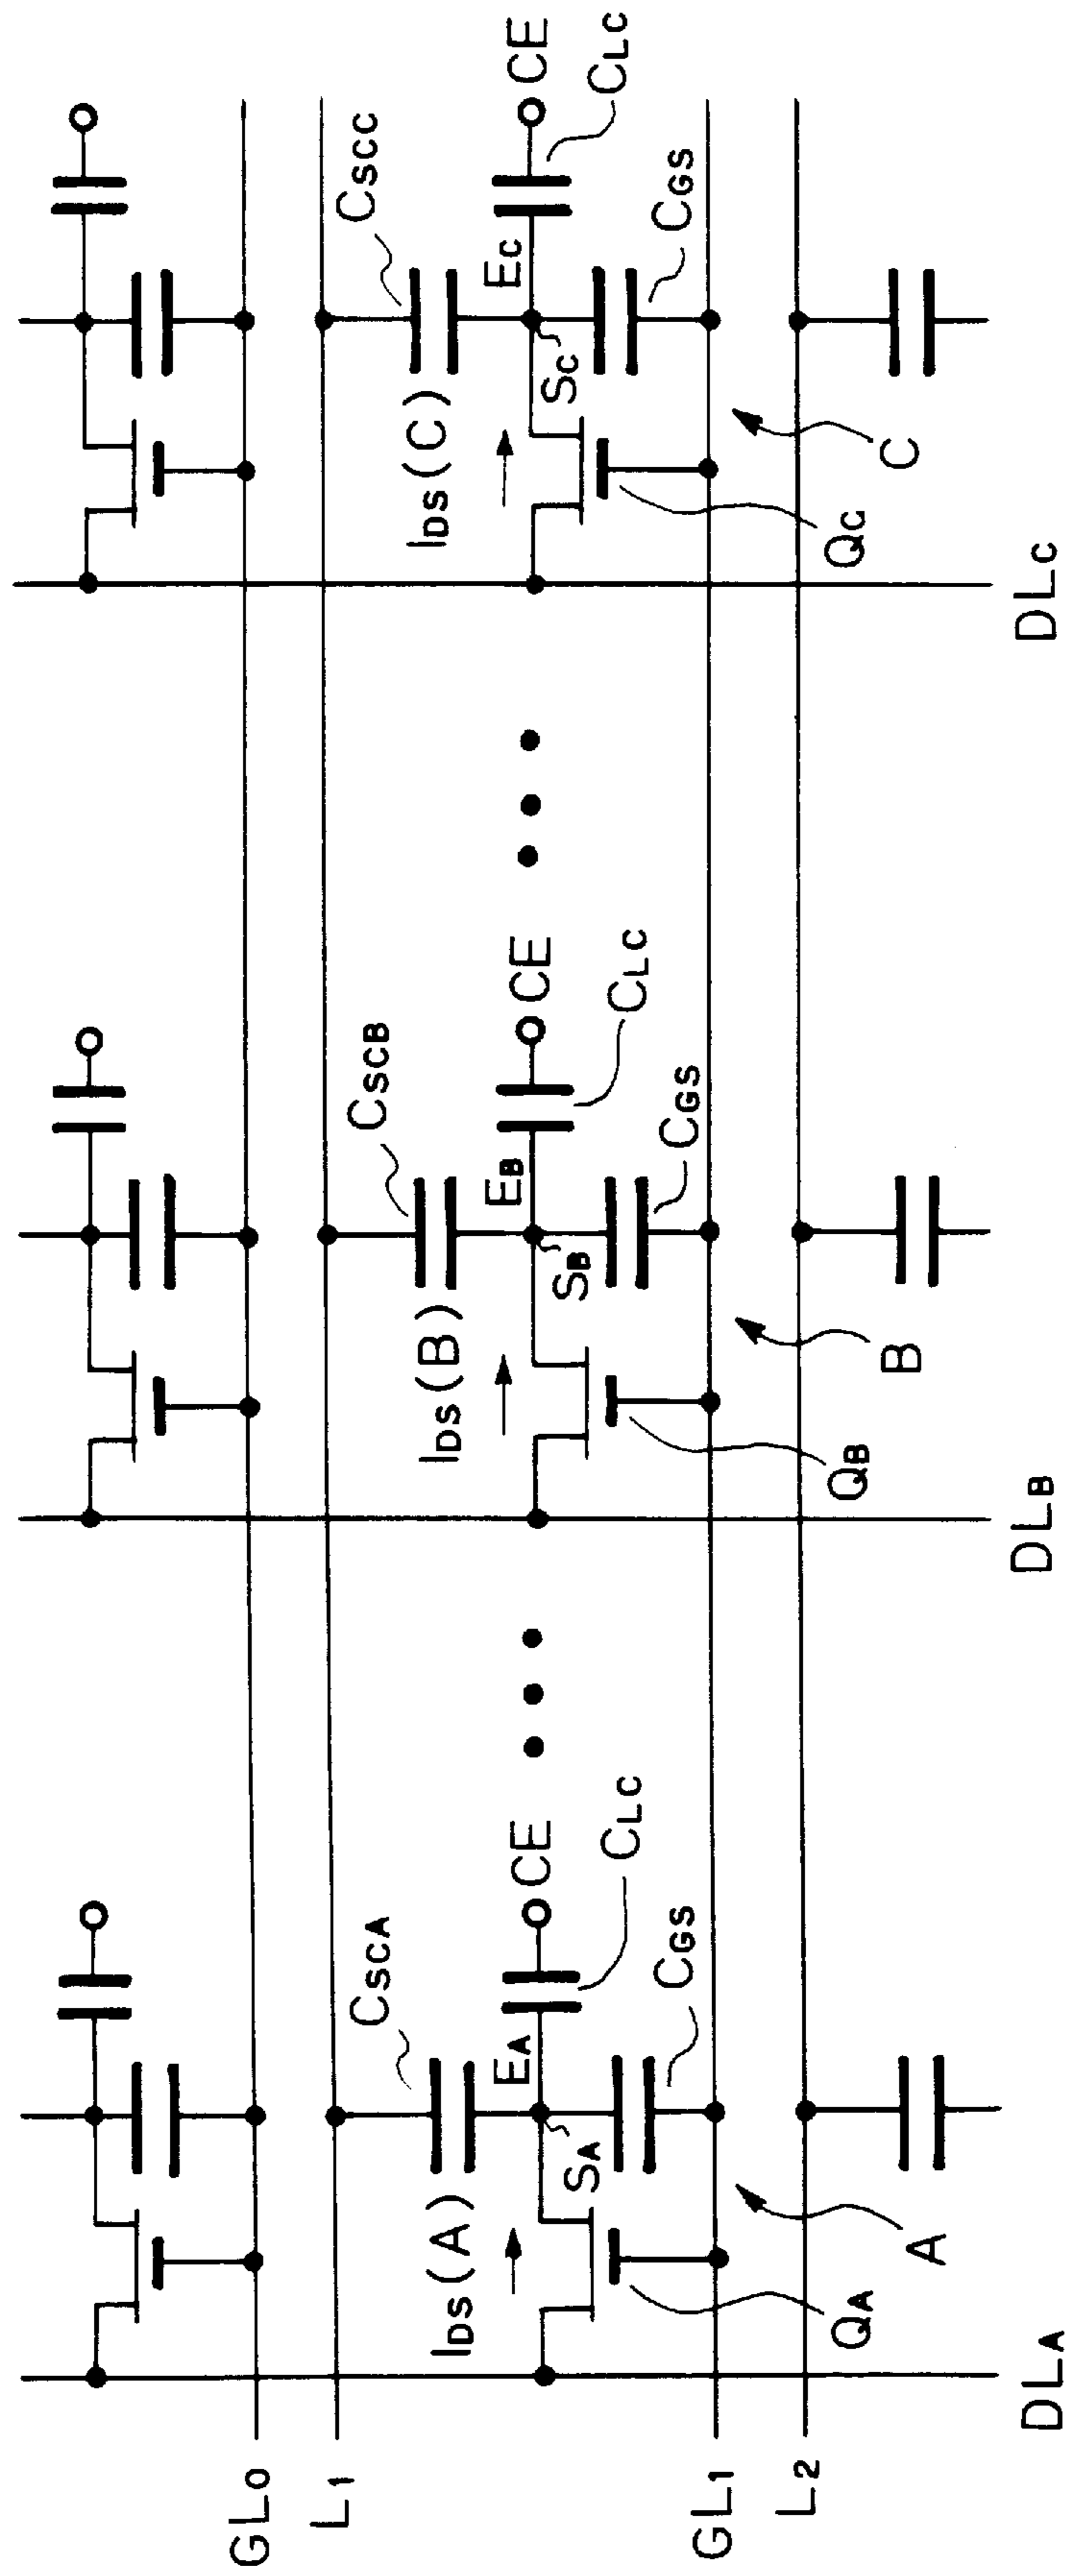 GL0
L1
CSCA
CSCB
CSCC
IDS(A)
EA
CE
IDS(B)
EB
CE
IDS(C)
EC
CE
SA
CLC
SB
CLC
SC
CLC
CGS
CGS
CGS
GL1
L2
QA
A
QB
B
QC
C
DLA
DLB
DLC